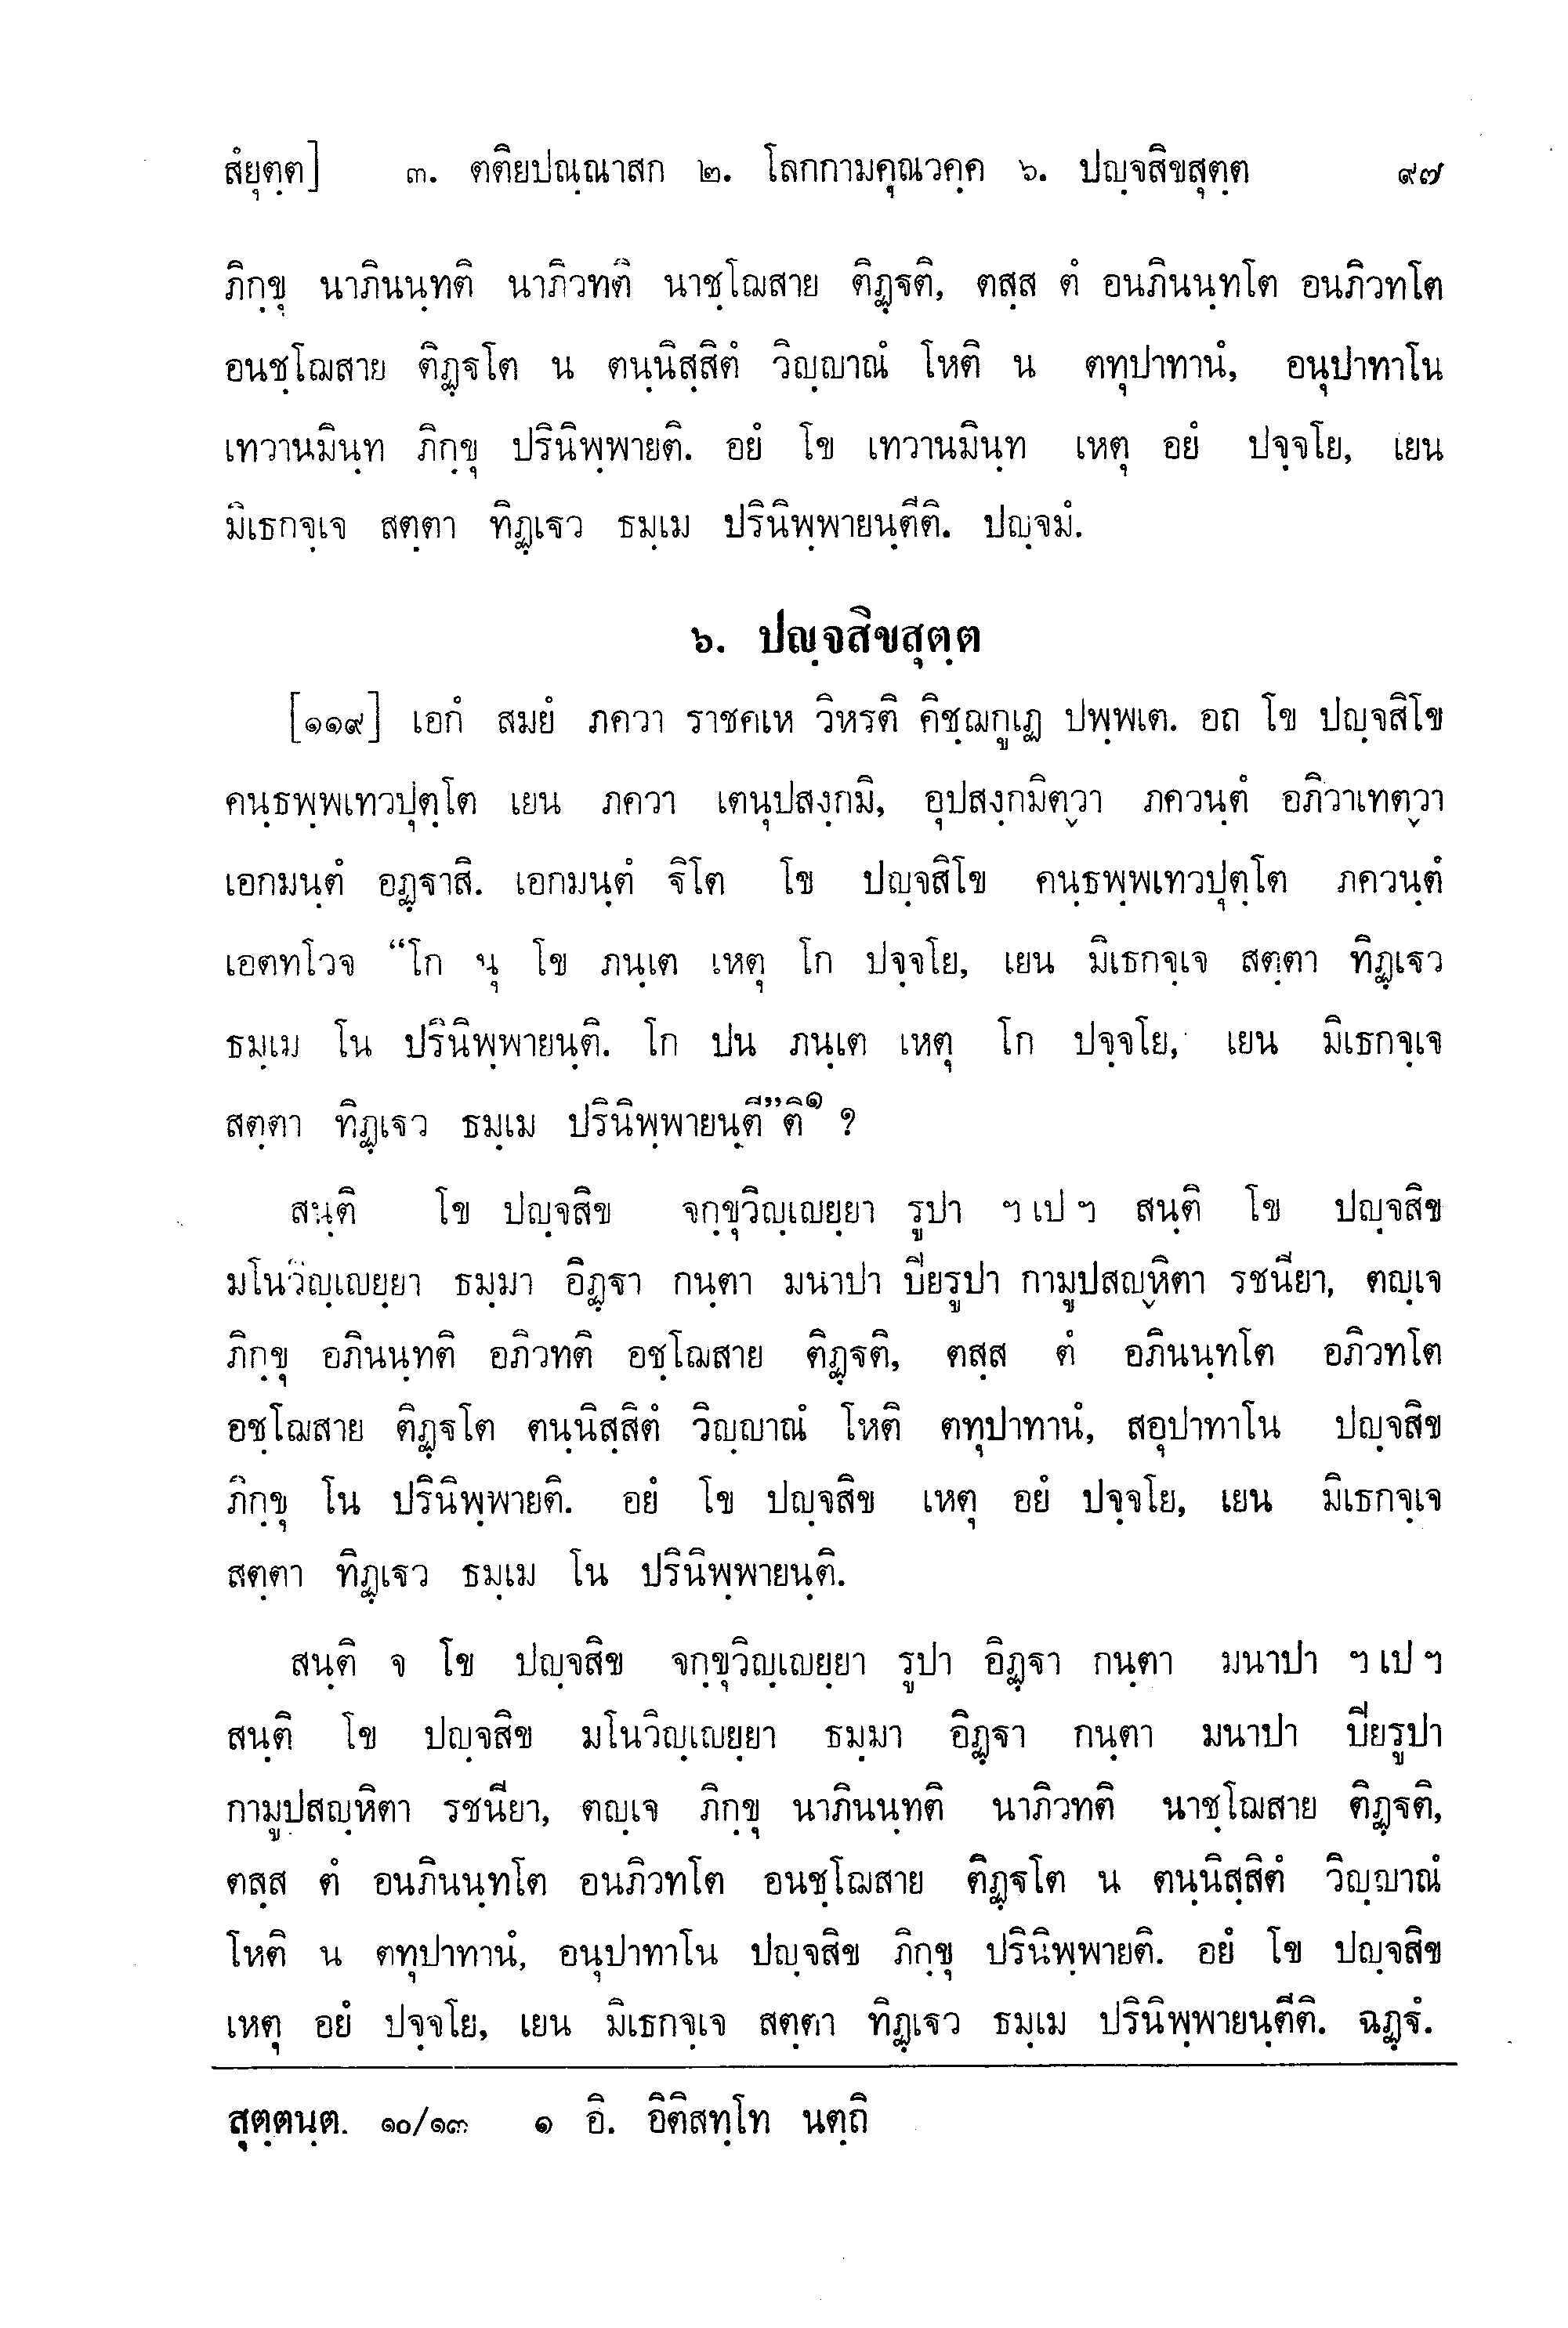 สํยุตฺต] ๓. ตติยปณฺณาสก ๒. โลกกามคุณวคฺค ๖. ปญฺจสิขสุตฺต ๙๗
ภิกฺขุ นาภินนฺทติ นาภิวทติ นาชฺโฌสาย ติฏฺฐติ, ตสฺส ตํ อนภินนฺทโต อนภิวทโต
อนชฺโฌสาย ติฏฺฐโต น ตนฺนิสฺสิตํ วิญฺญาณํ โหติ น ตทุปาทานํ, อนุปาทาโน
เทวานมินฺท ภิกฺขุ ปรินิพฺพายติ. อยํ โข เทวานมินฺท เหตุ อยํ ปจฺจโย, เยน
มิเธกจฺเจ สตฺตา ทิฏฺเฐว ธมฺเม ปรินิพฺพายนฺตีติ. ปญฺจมํ.
๖. ปญฺจสิขสุตฺต
[๑๑๙] เอกํ สมยํ ภควา ราชคเห วิหรติ คิชฺฌกูเฏ ปพฺพเต. อถ โข ปญฺจสิโข
คนฺธพฺพเทวปุตฺโต เยน ภควา เตนุปสงฺกมิ, อุปสงฺกมิตฺวา ภควนฺตํ อภิวาเทตฺวา
เอกมนฺตํ อฏฺฐาสิ. เอกมนฺตํ ฐิโต โข ปญฺจสิโข คนฺธพฺพเทวปุตฺโต ภควนฺตํ
เอตทโวจ “โก นุ โข ภนฺเต เหตุ โก ปจฺจโย, เยน มิเธกจฺเจ สตฺตา ทิฏฺเฐว
ธมฺเม โน ปรินิพฺพายนฺติ. โก ปน ภนฺเต เหตุ โก ปจฺจโย, เยน มิเธกจฺเจ
สตฺตา ทิฏฺเฐว ธมฺเม ปรินิพฺพายนฺตี”ติ๑ ?
สนฺติ โข ปญฺจสิข จกฺขุวิญฺเญยฺยา รูปา ฯ เป ฯ สนฺติ โข ปญฺจสิข
มโนวิญฺเญยฺยา ธมฺมา อิฏฺฐา กนฺตา มนาปา ปิยรูปา กามูปสญฺหิตา รชนียา, ตญฺเจ
ภิกฺขุ อภินนฺทติ อภิวทติ อชฺโฌสาย ติฏฺฐติ, ตสฺส ตํ อภินนฺทโต อภิวทโต
อชฺโฌสาย ติฏฺฐโต ตนฺนิสฺสิตํ วิญฺญาณํ โหติ ตทุปาทานํ, สอุปาทาโน ปญฺจสิข
ภิกฺขุ โน ปรินิพฺพายติ. อยํ โข ปญฺจสิข เหตุ อยํ ปจฺจโย, เยน มิเธกจฺเจ
สตฺตา ทิฏฺเฐว ธมฺเม โน ปรินิพฺพายนฺติ.
สนฺติ จ โข ปญฺจสิข จกฺขุวิญฺเญยฺยา รูปา อิฏฺฐา กนฺตา มนาปา ฯ เป ฯ
สนฺติ โข ปญฺจสิข มโนวิญฺเญยฺยา ธมฺมา อิฏฺฐา กนฺตา มนาปา ปิยรูปา
กามูปสญฺหิตา รชนียา, ตญฺเจ ภิกฺขุ นาภินนฺทติ นาภิวทติ นาชฺโฌสาย ติฏฺฐติ,
ตสฺส ตํ อนภินนฺทโต อนภิวทโต อนชฺโฌสาย ติฏฺฐโต น ตนฺนิสฺสิตํ วิญฺญาณํ
โหติ น ตทุปาทานํ, อนุปาทาโน ปญฺจสิข ภิกฺขุ ปรินิพฺพายติ. อยํ โข ปญฺจสิข
เหตุ อยํ ปจฺจโย, เยน มิเธกจฺเจ สตฺตา ทิฏฺเฐว ธมฺเม ปรินิพฺพายนฺตีติ. ฉฏฺฐํ.
สุตฺตนฺต. ๑๐/๑๓ ๑ อิ. อิติสทฺโท นตฺถิ